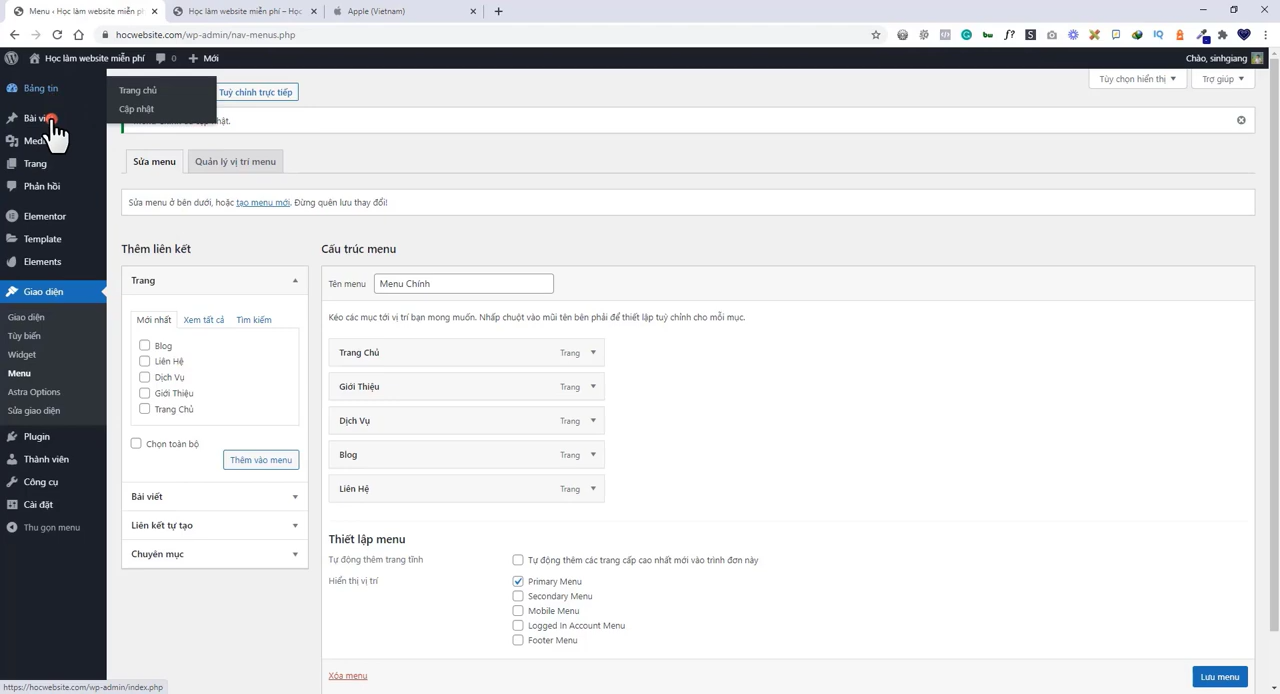 Menu ‹ Học làm website miễn ph
Học làm website miễn phí – Học
Apple (Vietnam)
hocwebsite.com/wp-admin/nav-menus.php
Học làm website miễn phí
0
Mới
Chào, sinhgiang
Bảng tin
Trang chủ
Cập nhật
Tuỳ chỉnh trực tiếp
Tùy chọn hiển thị
Trợ giúp
Bài
nhật.
Trang
Phản hồi
Elementor
Template
Elements
Giao diện
Giao diện
Tùy biến
Widget
Menu
Astra Options
Sửa giao diện
Plugin
Thành viên
Công cụ
Cài đặt
Thu gọn menu
Sửa menu
Quản lý vị trí menu
Sửa menu ở bên dưới, hoặc tạo menu mới. Đừng quên lưu thay đổi!
Thêm liên kết
Trang
Mới nhất
Xem tất cả
Tìm kiếm
Blog
Liên Hệ
Dịch Vụ
Giới Thiệu
Trang Chủ
Chọn toàn bộ
Thêm vào menu
Bài viết
Liên kết tự tạo
Chuyên mục
Cấu trúc menu
Tên menu
Menu Chính
Kéo các mục tới vị trí bạn mong muốn. Nhấp chuột vào mũi tên bên phải để thiết lập tuỳ chỉnh cho mỗi mục.
Trang Chủ
Trang
Giới Thiệu
Trang
Dịch Vụ
Trang
Blog
Trang
Liên Hệ
Trang
Thiết lập menu
Tự động thêm trang tĩnh
Tự động thêm các trang cấp cao nhất mới vào trình đơn này
Hiển thị vị trí
Primary Menu
Secondary Menu
Mobile Menu
Logged In Account Menu
Footer Menu
Xóa menu
Lưu menu
https://hocwebsite.com/wp-admin/index.php